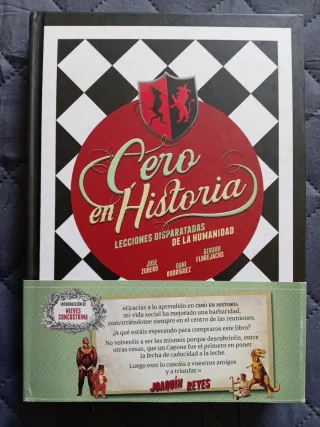 Cero
en Historia
LECCIONES DISPARATADAS
DE LA HUMANIDAD
JOSE
ZUBERO
DANI
RODRÍGUEZ
GERARD
FLOREJACHS
INTRODUCCIÓN DE
NIEVES
CONCOSTRINA
«Gracias a lo aprendido en CERO EN HISTORIA
mi vida social ha mejorado una barbaridad,
convirtiéndome siempre en el centro de las reuniones.
¿A qué estáis esperando para compraros este libro?
No volveréis a ser los mismos porque descubriréis, entre
otras cosas, que un Capone fue el primero en poner
la fecha de caducidad a la leche.
Luego esto lo cascáis a vuestros amigos
y a triunfar.»
JOAQUÍN REYES